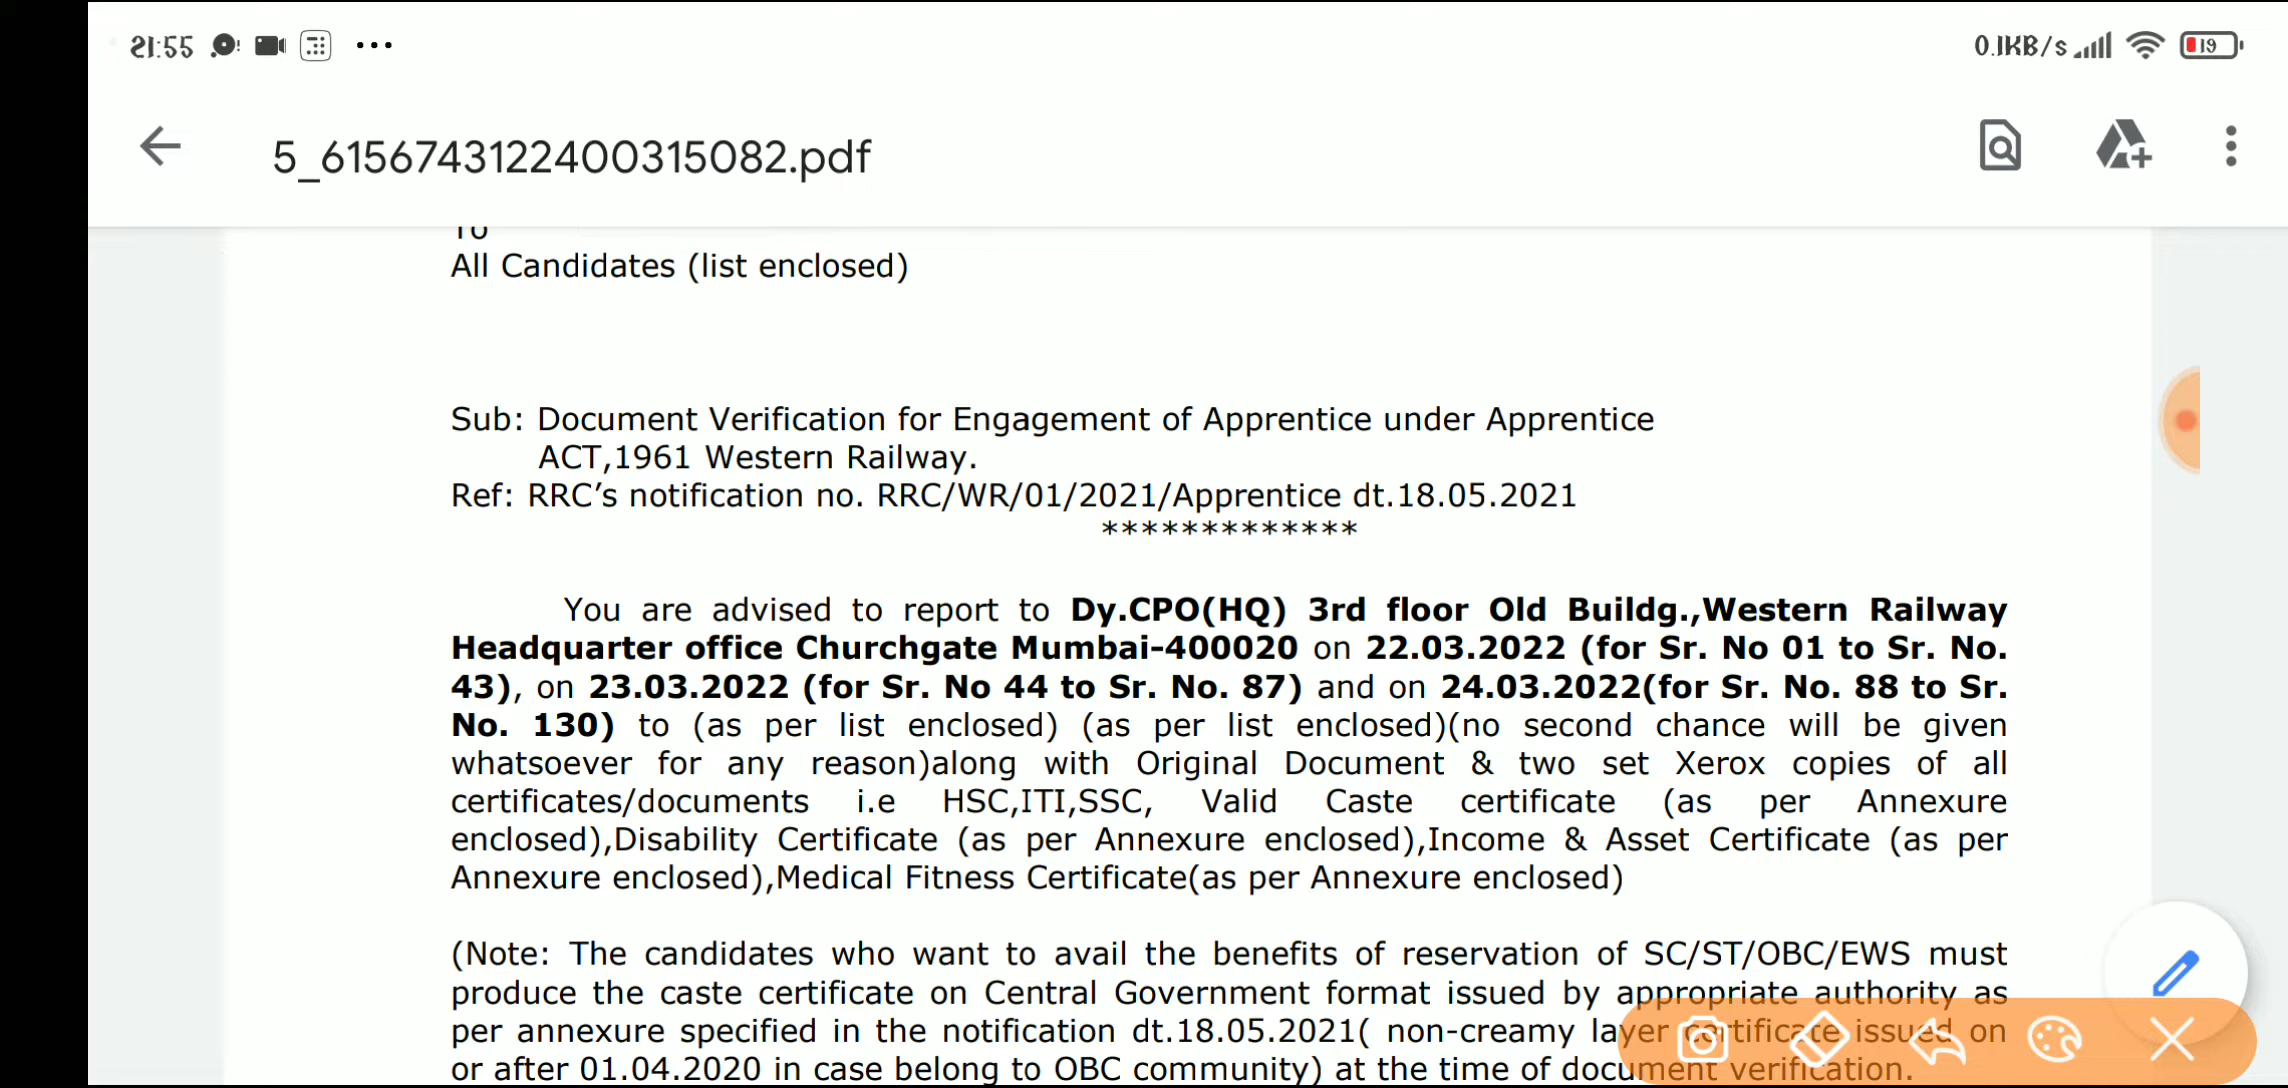 21:55
0.1KB/s
19
5_6156743122400315082.pdf
To
All Candidates (list enclosed)
Sub: Document Verification for Engagement of Apprentice under Apprentice
ACT,1961 Western Railway.
Ref: RRC’s notification no. RRC/WR/01/2021/Apprentice dt.18.05.2021
*************
You are advised to report to Dy.CPO(HQ) 3rd floor Old Buildg.,Western Railway
Headquarter office Churchgate Mumbai-400020 on 22.03.2022 (for Sr. No 01 to Sr. No.
43), on 23.03.2022 (for Sr. No 44 to Sr. No. 87) and on 24.03.2022(for Sr. No. 88 to Sr.
No. 130) to (as per list enclosed) (as per list enclosed)(no second chance will be given
whatsoever for any reason)along with Original Document & two set Xerox copies of all
certificates/documents i.e HSC,ITI,SSC, Valid Caste certificate (as per Annexure
enclosed),Disability Certificate (as per Annexure enclosed),Income & Asset Certificate (as per
Annexure enclosed),Medical Fitness Certificate(as per Annexure enclosed)
(Note: The candidates who want to avail the benefits of reservation of SC/ST/OBC/EWS must
produce the caste certificate on Central Government format issued by appropriate authority as
per annexure specified in the notification dt.18.05.2021( non-creamy layer certificate issued on
or after 01.04.2020 in case belong to OBC community) at the time of document verification.